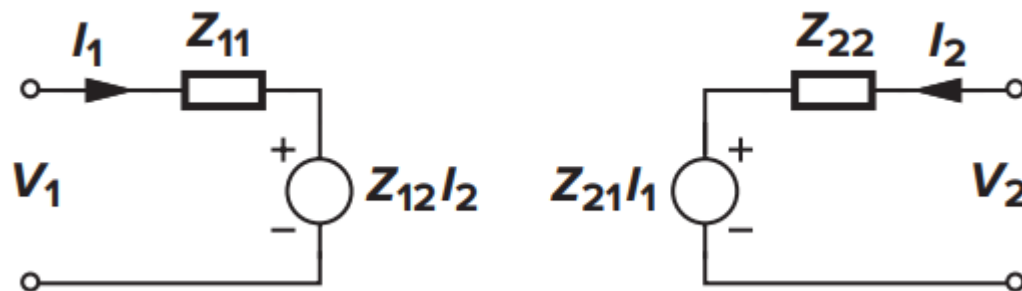 I₁ Z₁₁ Z₂₂ I₂
+ +
V₁ Z₁₂I₂ Z₂₁I₁ V₂
− −